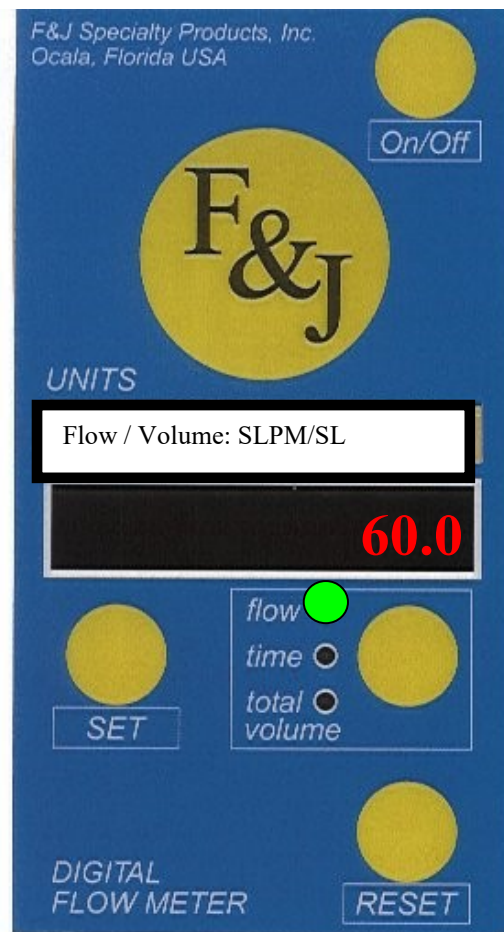 F&J Specialty Products, Inc.
Ocala, Florida USA
On/Off
F&J
UNITS
Flow / Volume: SLPM/SL
60.0
flow
time
total
volume
SET
DIGITAL
FLOW METER
RESET